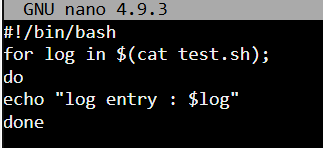 GNU nano 4.9.3
#!/bin/bash
for log in $(cat test.sh);
do
echo "log entry : $log"
done